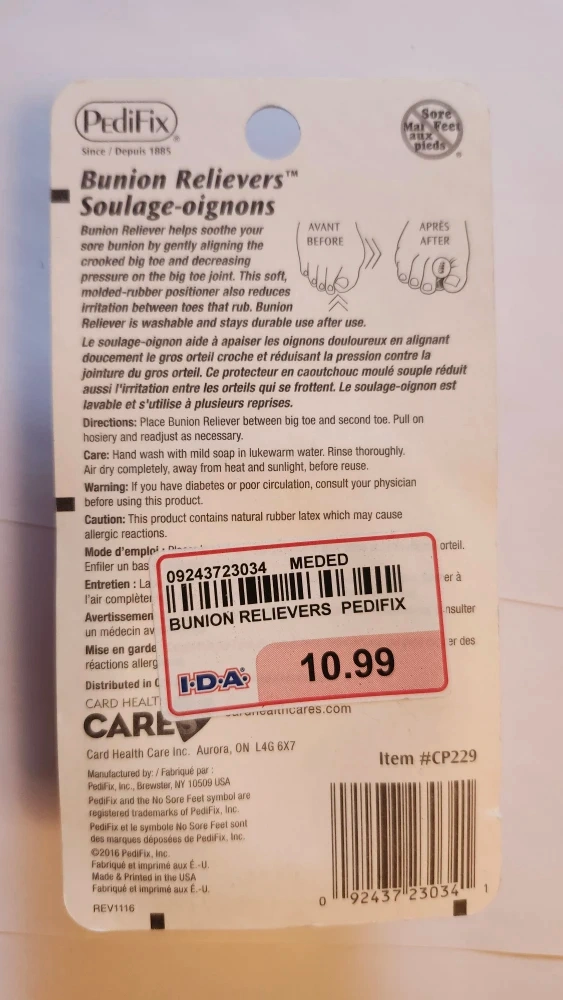 PediFix
Since / Depuis 1885
Sore
Mal Feet
aux
pieds
Bunion Relievers™
Soulage-oignons
Bunion Reliever helps soothe your
sore bunion by gently aligning the
crooked big toe and decreasing
pressure on the big toe joint. This soft,
molded-rubber positioner also reduces
irritation between toes that rub. Bunion
Reliever is washable and stays durable use after use.
AVANT
BEFORE
APRÈS
AFTER
Le soulage-oignon aide à apaiser les oignons douloureux en alignant
doucement le gros orteil croche et réduisant la pression contre la
jointure du gros orteil. Ce protecteur en caoutchouc moulé souple réduit
aussi l'irritation entre les orteils qui se frottent. Le soulage-oignon est
lavable et s'utilise à plusieurs reprises.
Directions: Place Bunion Reliever between big toe and second toe. Pull on
hosiery and readjust as necessary.
Care: Hand wash with mild soap in lukewarm water. Rinse thoroughly.
Air dry completely, away from heat and sunlight, before reuse.
Warning: If you have diabetes or poor circulation, consult your physician
before using this product.
Caution: This product contains natural rubber latex which may cause
allergic reactions.
Mode d'emploi : orteil.
Enfiler un bas
Entretien : La er à
l'air complète
Avertissemen nsulter
un médecin av
Mise en garde er des
réactions allerg
Distributed in
09243723034 MEDED
BUNION RELIEVERS PEDIFIX
I·D·A
10.99
CARD HEALT
CARE
healthcares.com
Card Health Care Inc. Aurora, ON L4G 6X7
Item #CP229
Manufactured by: / Fabriqué par :
PediFix, Inc., Brewster, NY 10509 USA
PediFix and the No Sore Feet symbol are
registered trademarks of PediFix, Inc.
PediFix et le symbole No Sore Feet sont
des marques déposées de PediFix, Inc.
©2016 PediFix, Inc.
Fabriqué et imprimé aux É.-U.
Made & Printed in the USA
Fabriqué et imprimé aux É.-U.
REV1116
0 92437 23034 1